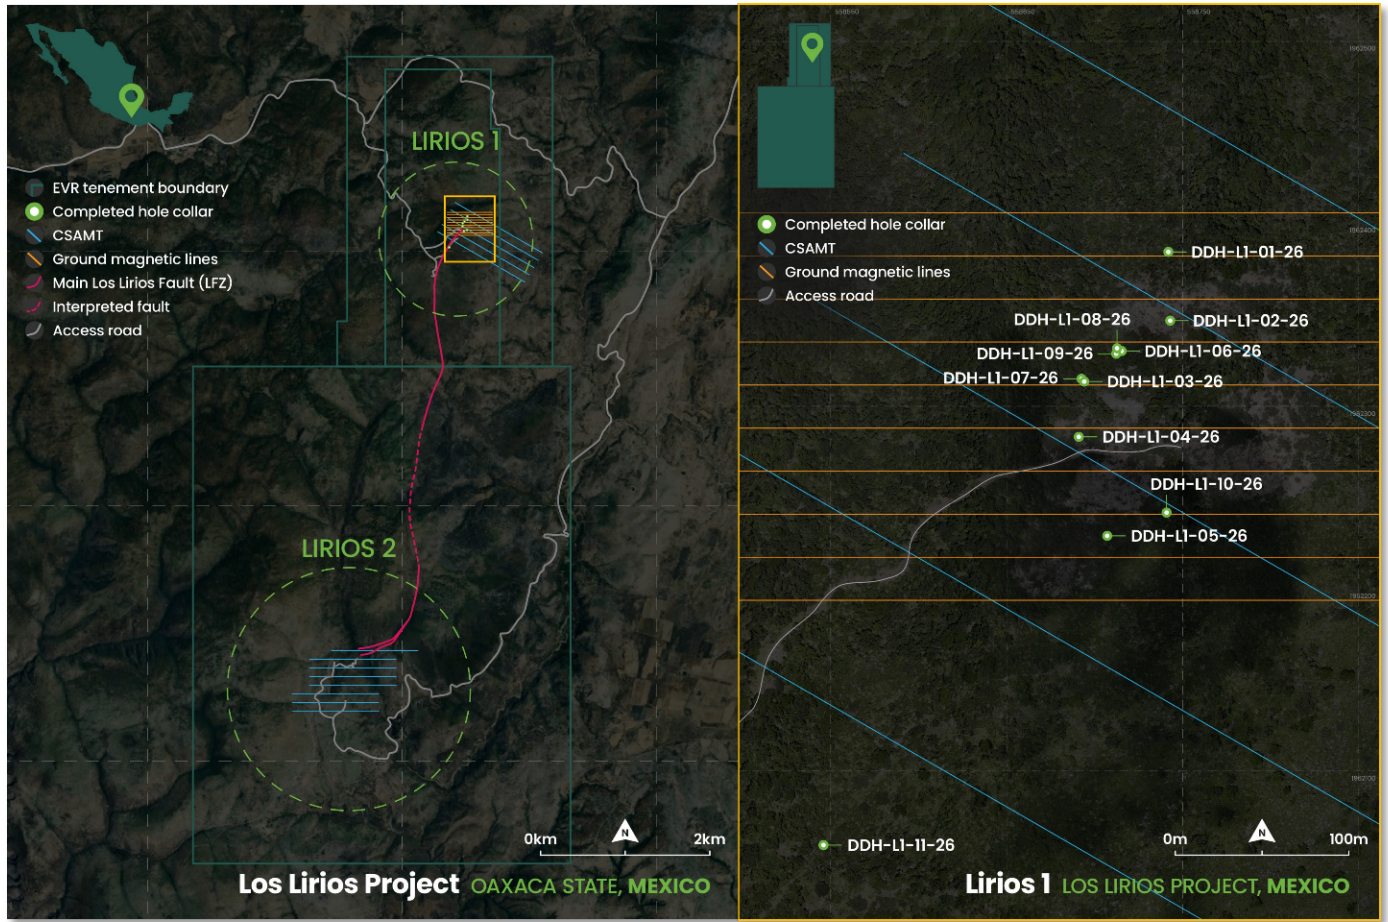 LIRIOS 1
EVR tenement boundary
Completed hole collar
CSAMT
Ground magnetic lines
Main Los Lirios Fault (LFZ)
Interpreted fault
Access road
LIRIOS 2
0km N 2km
Los Lirios Project OAXACA STATE, MEXICO
Completed hole collar
CSAMT
Ground magnetic lines
Access road
DDH-L1-01-26
DDH-L1-08-26
DDH-L1-02-26
DDH-L1-09-26
DDH-L1-06-26
DDH-L1-07-26
DDH-L1-03-26
DDH-L1-04-26
DDH-L1-10-26
DDH-L1-05-26
DDH-L1-11-26
0m N 100m
Lirios 1 LOS LIRIOS PROJECT, MEXICO